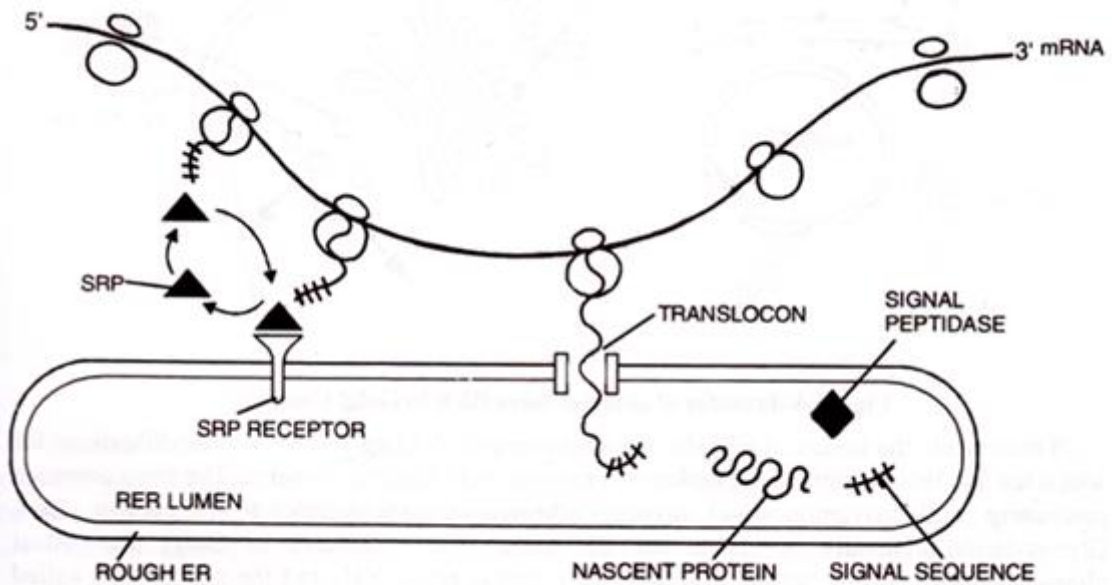 5'
3' mRNA
SRP
TRANSLOCON
SIGNAL
PEPTIDASE
SRP RECEPTOR
RER LUMEN
ROUGH ER
NASCENT PROTEIN
SIGNAL SEQUENCE